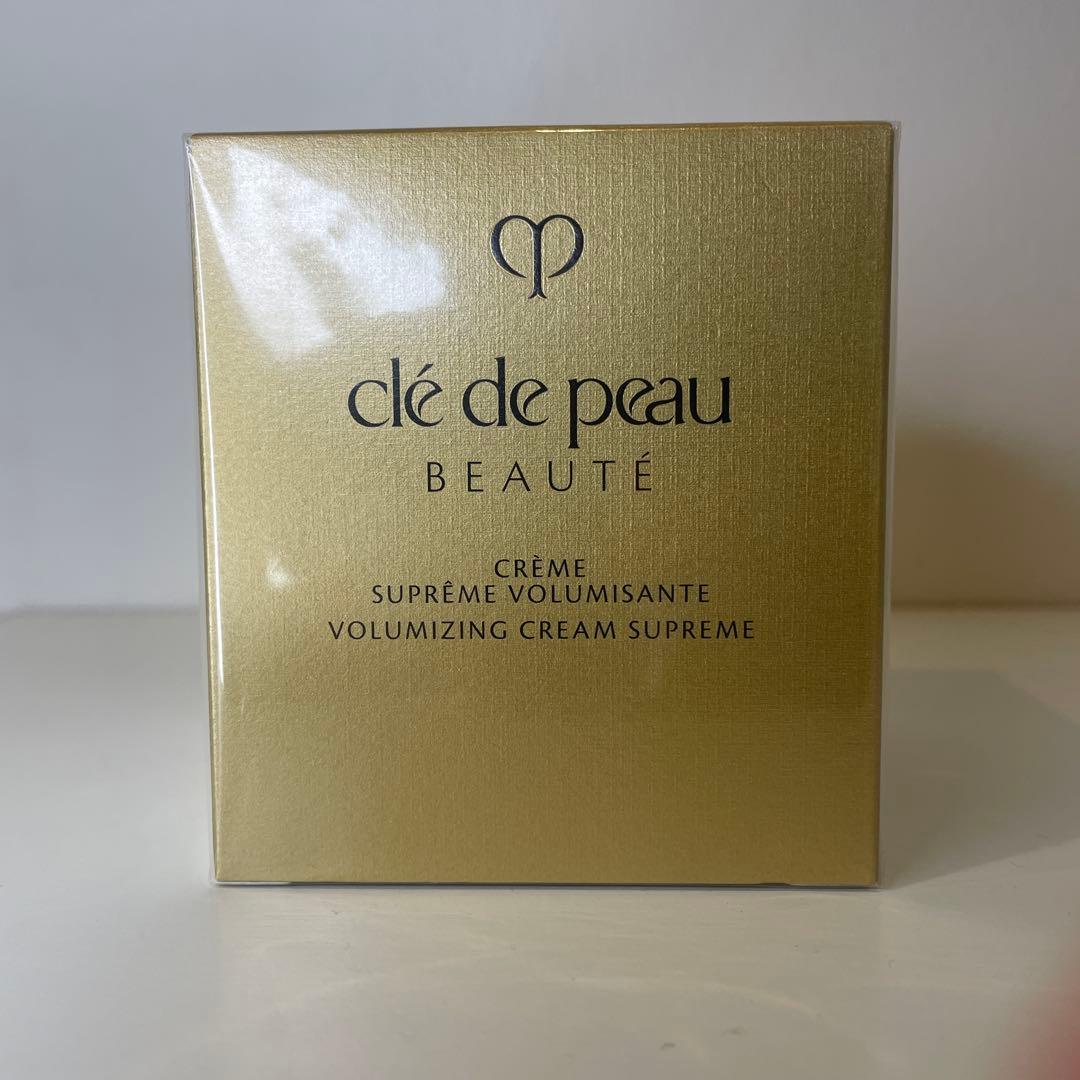 clé de peau
BEAUTÉ
CRÈME
SUPRÊME VOLUMISANTE
VOLUMIZING CREAM SUPREME